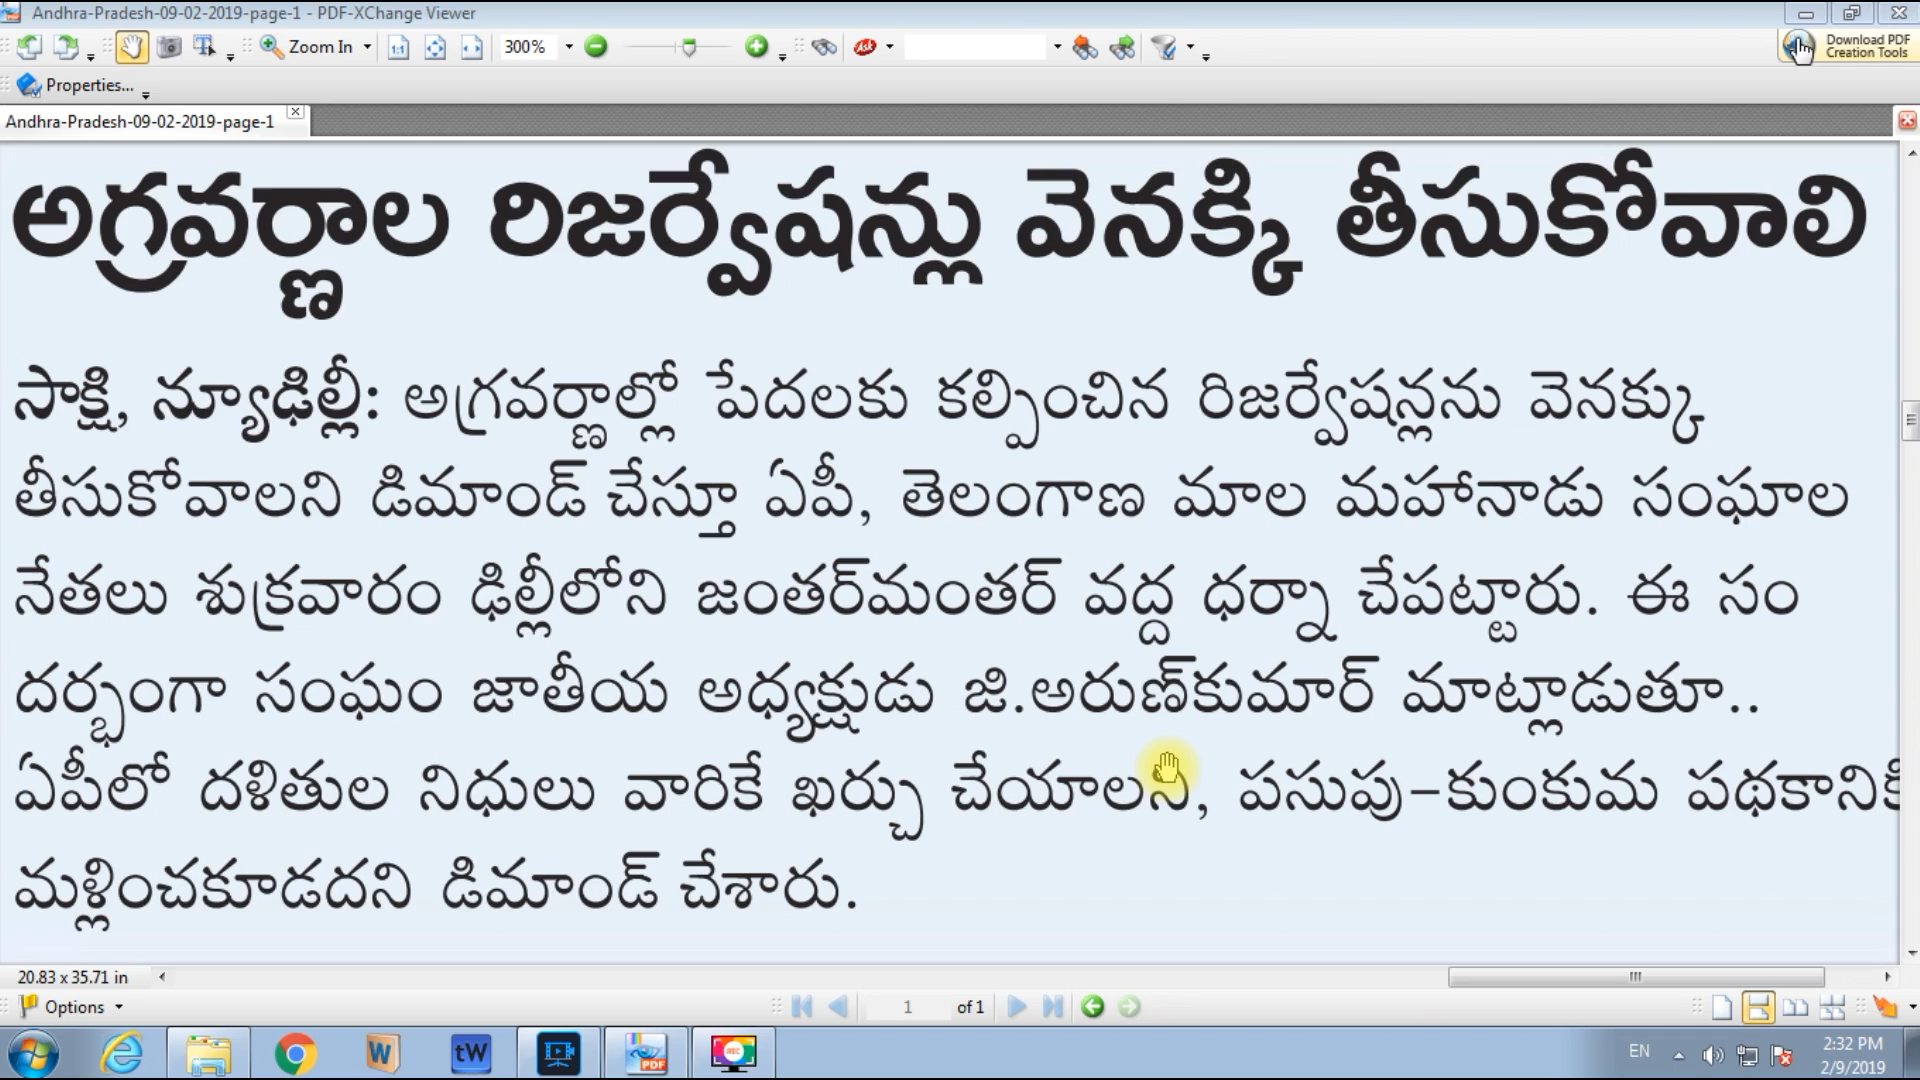 Andhra-Pradesh-09-02-2019-page-1 - PDF-XChange Viewer
Zoom In 300% Download PDF Creation Tools
Properties...
Andhra-Pradesh-09-02-2019-page-1
అగ్రవర్ణాల రిజర్వేషన్లు వెనక్కి తీసుకోవాలి
సాక్షి, న్యూఢిల్లీ: అగ్రవర్ణాల్లో పేదలకు కల్పించిన రిజర్వేషన్లను వెనక్కు
తీసుకోవాలని డిమాండ్ చేస్తూ ఏపీ, తెలంగాణ మాల మహానాడు సంఘాల
నేతలు శుక్రవారం ఢిల్లీలోని జంతర్‌మంతర్ వద్ద ధర్నా చేపట్టారు. ఈ సం
దర్భంగా సంఘం జాతీయ అధ్యక్షుడు జి.అరుణ్‌కుమార్ మాట్లాడుతూ..
ఏపీలో దళితుల నిధులు వారికే ఖర్చు చేయాలని, పసుపు-కుంకుమ పథకానికి
మళ్లించకూడదని డిమాండ్ చేశారు.
20.83 x 35.71 in
Options 1 of 1
EN 2:32 PM
2/9/2019